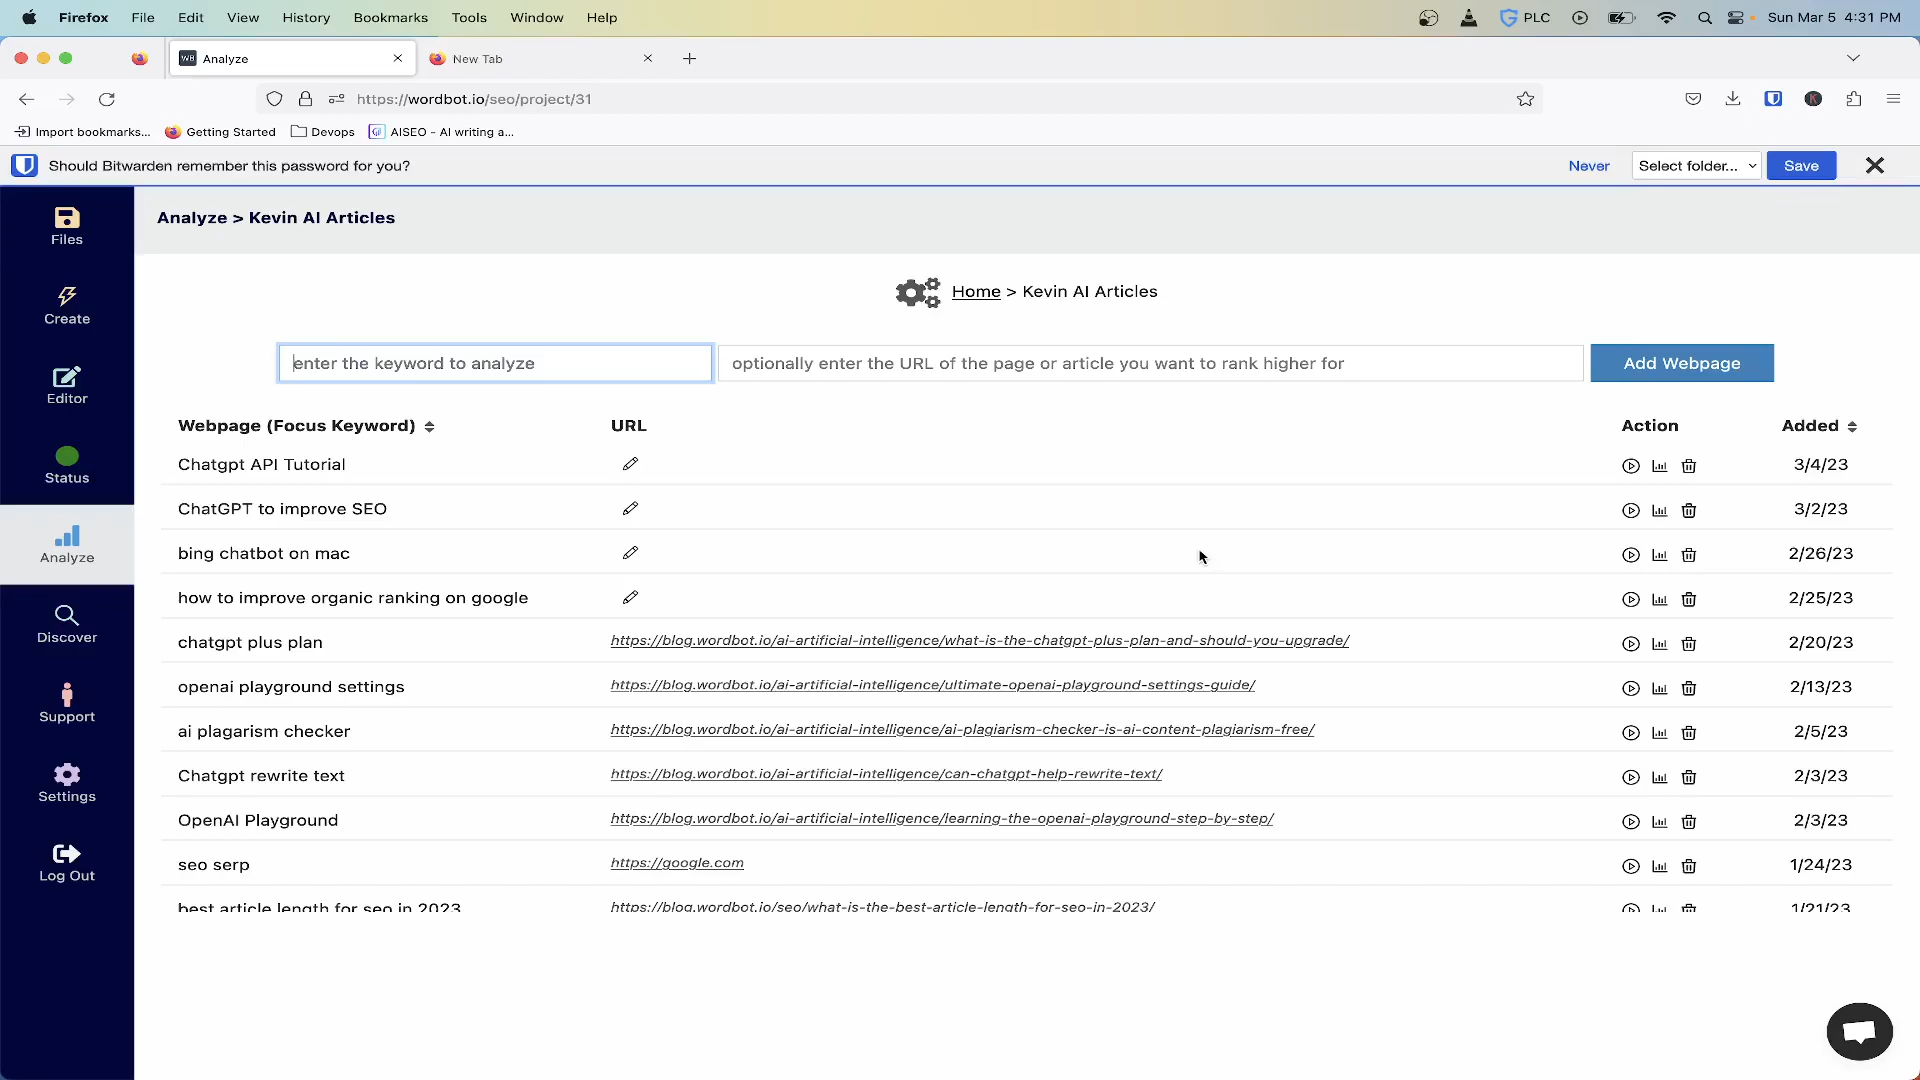 Firefox File Edit View History Bookmarks Tools Window Help PLC Sun Mar 5 4:31 PM
WB Analyze New Tab
https://wordbot.io/seo/project/31
Import bookmarks... Getting Started Devops AISEO - AI writing a...
Should Bitwarden remember this password for you? Never Select folder... Save
Analyze > Kevin AI Articles
Home > Kevin AI Articles
Files
Create
Editor
Status
Analyze
Discover
Support
Settings
Log Out
enter the keyword to analyze optionally enter the URL of the page or article you want to rank higher for Add Webpage
Webpage (Focus Keyword) URL Action Added
Chatgpt API Tutorial 3/4/23
ChatGPT to improve SEO 3/2/23
bing chatbot on mac 2/26/23
how to improve organic ranking on google 2/25/23
chatgpt plus plan https://blog.wordbot.io/ai-artificial-intelligence/what-is-the-chatgpt-plus-plan-and-should-you-upgrade/ 2/20/23
openai playground settings https://blog.wordbot.io/ai-artificial-intelligence/ultimate-openai-playground-settings-guide/ 2/13/23
ai plagarism checker https://blog.wordbot.io/ai-artificial-intelligence/ai-plagiarism-checker-is-ai-content-plagiarism-free/ 2/5/23
Chatgpt rewrite text https://blog.wordbot.io/ai-artificial-intelligence/can-chatgpt-help-rewrite-text/ 2/3/23
OpenAI Playground https://blog.wordbot.io/ai-artificial-intelligence/learning-the-openai-playground-step-by-step/ 2/3/23
seo serp https://google.com 1/24/23
best article length for seo in 2023 https://blog.wordbot.io/seo/what-is-the-best-article-length-for-seo-in-2023/ 1/21/23